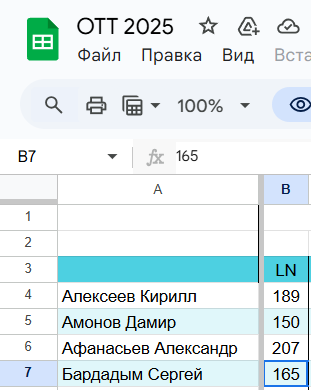 ОТТ 2025
Файл Правка Вид Вста
100%
B7 fx 165
A B
1
2
3 LN
4 Алексеев Кирилл 189
5 Амонов Дамир 150
6 Афанасьев Александр 207
7 Бардадым Сергей 165